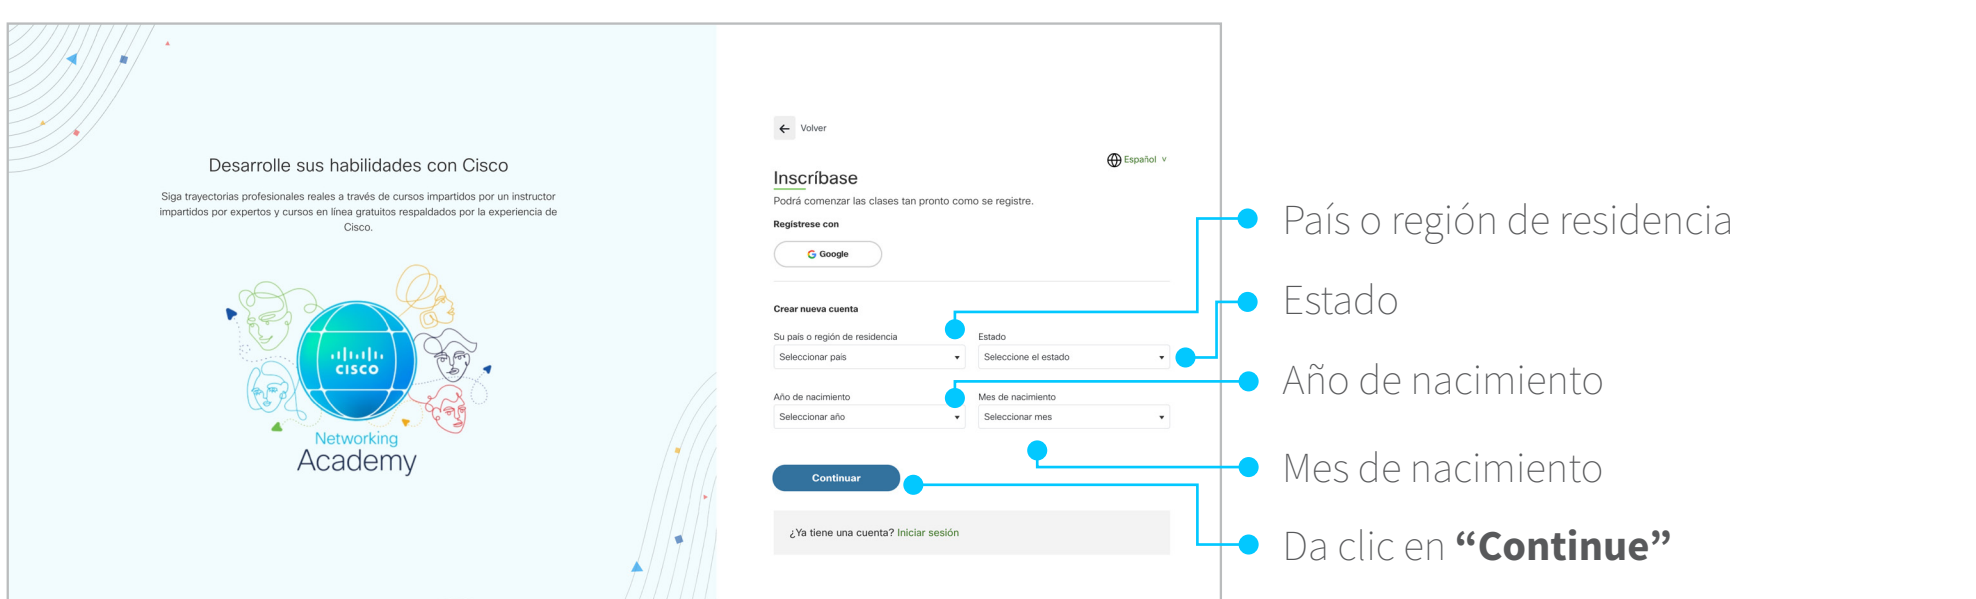 Desarrolle sus habilidades con Cisco
Siga trayectorias profesionales reales a través de cursos impartidos por un instructor
impartidos por expertos y cursos en línea gratuitos respaldados por la experiencia de
Cisco.
CISCO
Networking
Academy
Volver
Español
Inscríbase
Podrá comenzar las clases tan pronto como se registre.
Regístrese con
Google
Crear nueva cuenta
Su país o región de residencia
Estado
Seleccionar país
Seleccione el estado
Año de nacimiento
Mes de nacimiento
Seleccionar año
Seleccionar mes
Continuar
¿Ya tiene una cuenta? Iniciar sesión
País o región de residencia
Estado
Año de nacimiento
Mes de nacimiento
Da clic en “Continue”